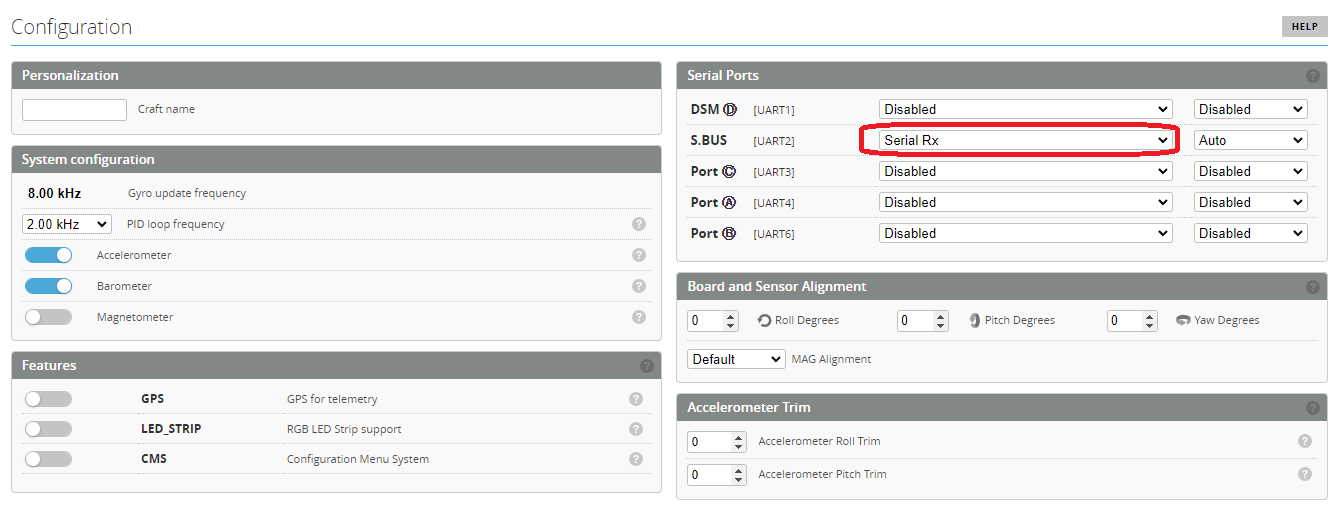 Configuration
HELP
Personalization
Craft name
System configuration
8.00 kHz Gyro update frequency
2.00 kHz PID loop frequency ?
Accelerometer ?
Barometer ?
Magnetometer ?
Features ?
GPS GPS for telemetry ?
LED_STRIP RGB LED Strip support ?
CMS Configuration Menu System ?
Serial Ports ?
DSM Ⓓ [UART1] Disabled Disabled
S.BUS [UART2] Serial Rx Auto
Port Ⓒ [UART3] Disabled Disabled
Port Ⓐ [UART4] Disabled Disabled
Port Ⓑ [UART6] Disabled Disabled
Board and Sensor Alignment ?
0 Roll Degrees 0 Pitch Degrees 0 Yaw Degrees
Default MAG Alignment
Accelerometer Trim ?
0 Accelerometer Roll Trim ?
0 Accelerometer Pitch Trim ?